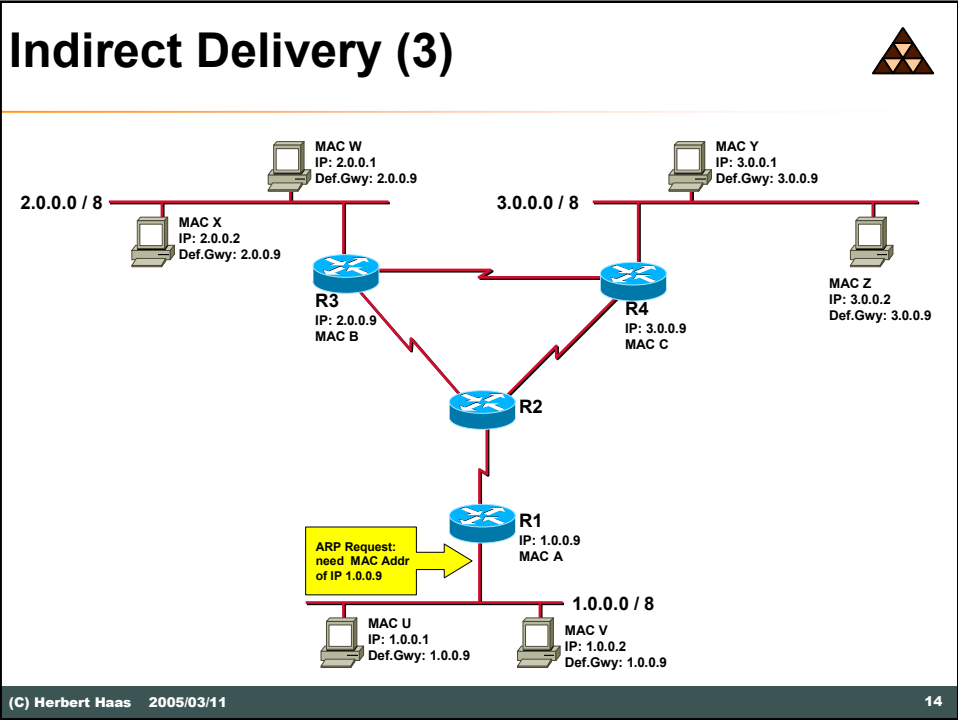 Indirect Delivery (3)
MAC W
IP: 2.0.0.1
Def.Gwy: 2.0.0.9
2.0.0.0 / 8
MAC X
IP: 2.0.0.2
Def.Gwy: 2.0.0.9
MAC Y
IP: 3.0.0.1
Def.Gwy: 3.0.0.9
3.0.0.0 / 8
MAC Z
IP: 3.0.0.2
Def.Gwy: 3.0.0.9
R3
IP: 2.0.0.9
MAC B
R4
IP: 3.0.0.9
MAC C
R2
R1
IP: 1.0.0.9
MAC A
ARP Request:
need MAC Addr
of IP 1.0.0.9
1.0.0.0 / 8
MAC U
IP: 1.0.0.1
Def.Gwy: 1.0.0.9
MAC V
IP: 1.0.0.2
Def.Gwy: 1.0.0.9
(C) Herbert Haas 2005/03/11
14